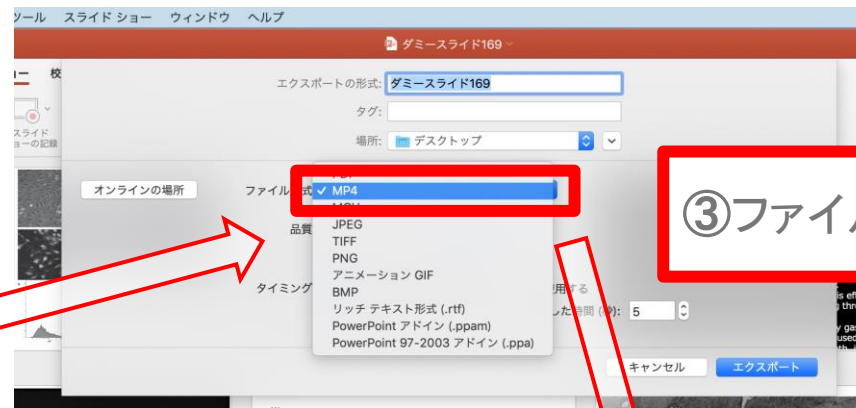 ツール スライド ショー ウィンドウ ヘルプ
ダミースライド169
エクスポートの形式: ダミースライド169
校
タグ:
スライド
ショーの記録
場所: デスクトップ
オンラインの場所
ファイル 式 ✓ MP4
③ファイル
品質
JPEG
TIFF
PNG
アニメーション GIF
タイミング
BMP
用する
リッチ テキスト形式 (.rtf)
した時間 (秒): 5
PowerPoint アドイン (.ppam)
PowerPoint 97-2003 アドイン (.ppa)
キャンセル エクスポート